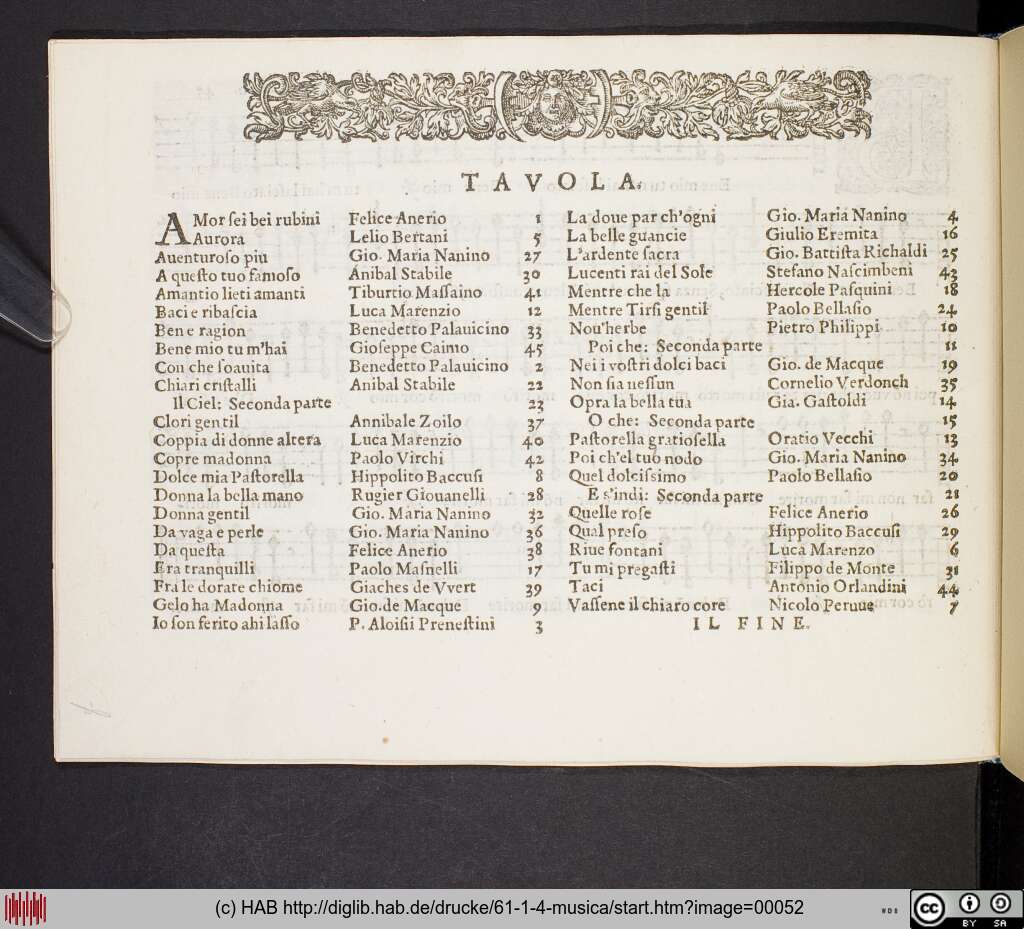 TAVOLA.
AMor ſei bei rubini Felice Anerio 1
Aurora Lelio Bertani 5
Auenturoſo piu Gio. Maria Nanino 27
A queſto tuo famoſo Anibal Stabile 30
Amantio lieti amanti Tiburtio Maſſaino 41
Baci e ribaſcia Luca Marenzio 12
Ben e ragion Benedetto Palauicino 33
Bene mio tu m'hai Gioſeppe Caimo 45
Con che ſoauita Benedetto Palauicino 2
Chiari criſtalli Anibal Stabile 22
Il Ciel: Seconda parte 23
Clori gentil Annibale Zoilo 37
Coppia di donne altera Luca Marenzio 40
Copre madonna Paolo Virchi 42
Dolce mia Paſtorella Hippolito Baccuſi 8
Donna la bella mano Rugier Giouanelli 28
Donna gentil Gio. Maria Nanino 32
Da vaga e perle Gio. Maria Nanino 36
Da queſta Felice Anerio 38
Era tranquilli Paolo Maſnelli 17
Fra le dorate chiome Giaches de Vvert 39
Gelo ha Madonna Gio. de Macque 9
Io ſon ferito ahi laſſo P. Aloiſii Preneſtini 3
La doue par ch'ogni Gio. Maria Nanino 4
La belle guancie Giulio Eremita 16
L'ardente ſacra Gio. Battiſta Richaldi 25
Lucenti rai del Sole Stefano Naſcimbeni 43
Mentre che la Hercole Paſquini 18
Mentre Tirſi gentil Paolo Bellaſio 24
Nou'herbe Pietro Philippi 10
Poi che: Seconda parte 11
Nei i voſtri dolci baci Gio. de Macque 19
Non ſia neſſun Cornelio Verdonch 35
Opra la bella tua Gia. Gaſtoldi 14
O che: Seconda parte 15
Paſtorella gratioſella Oratio Vecchi 13
Poi ch'el tuo nodo Gio. Maria Nanino 34
Quel dolciſsimo Paolo Bellaſio 20
E s'indi: Seconda parte 21
Quelle roſe Felice Anerio 26
Qual preſo Hippolito Baccuſi 29
Riue fontani Luca Marenzo 6
Tu mi pregaſti Filippo de Monte 31
Taci Antonio Orlandini 44
Vaſſene il chiaro core Nicolo Peruue 7
IL FINE.
(c) HAB http://diglib.hab.de/drucke/61-1-4-musica/start.htm?image=00052
WDB
cc BY SA